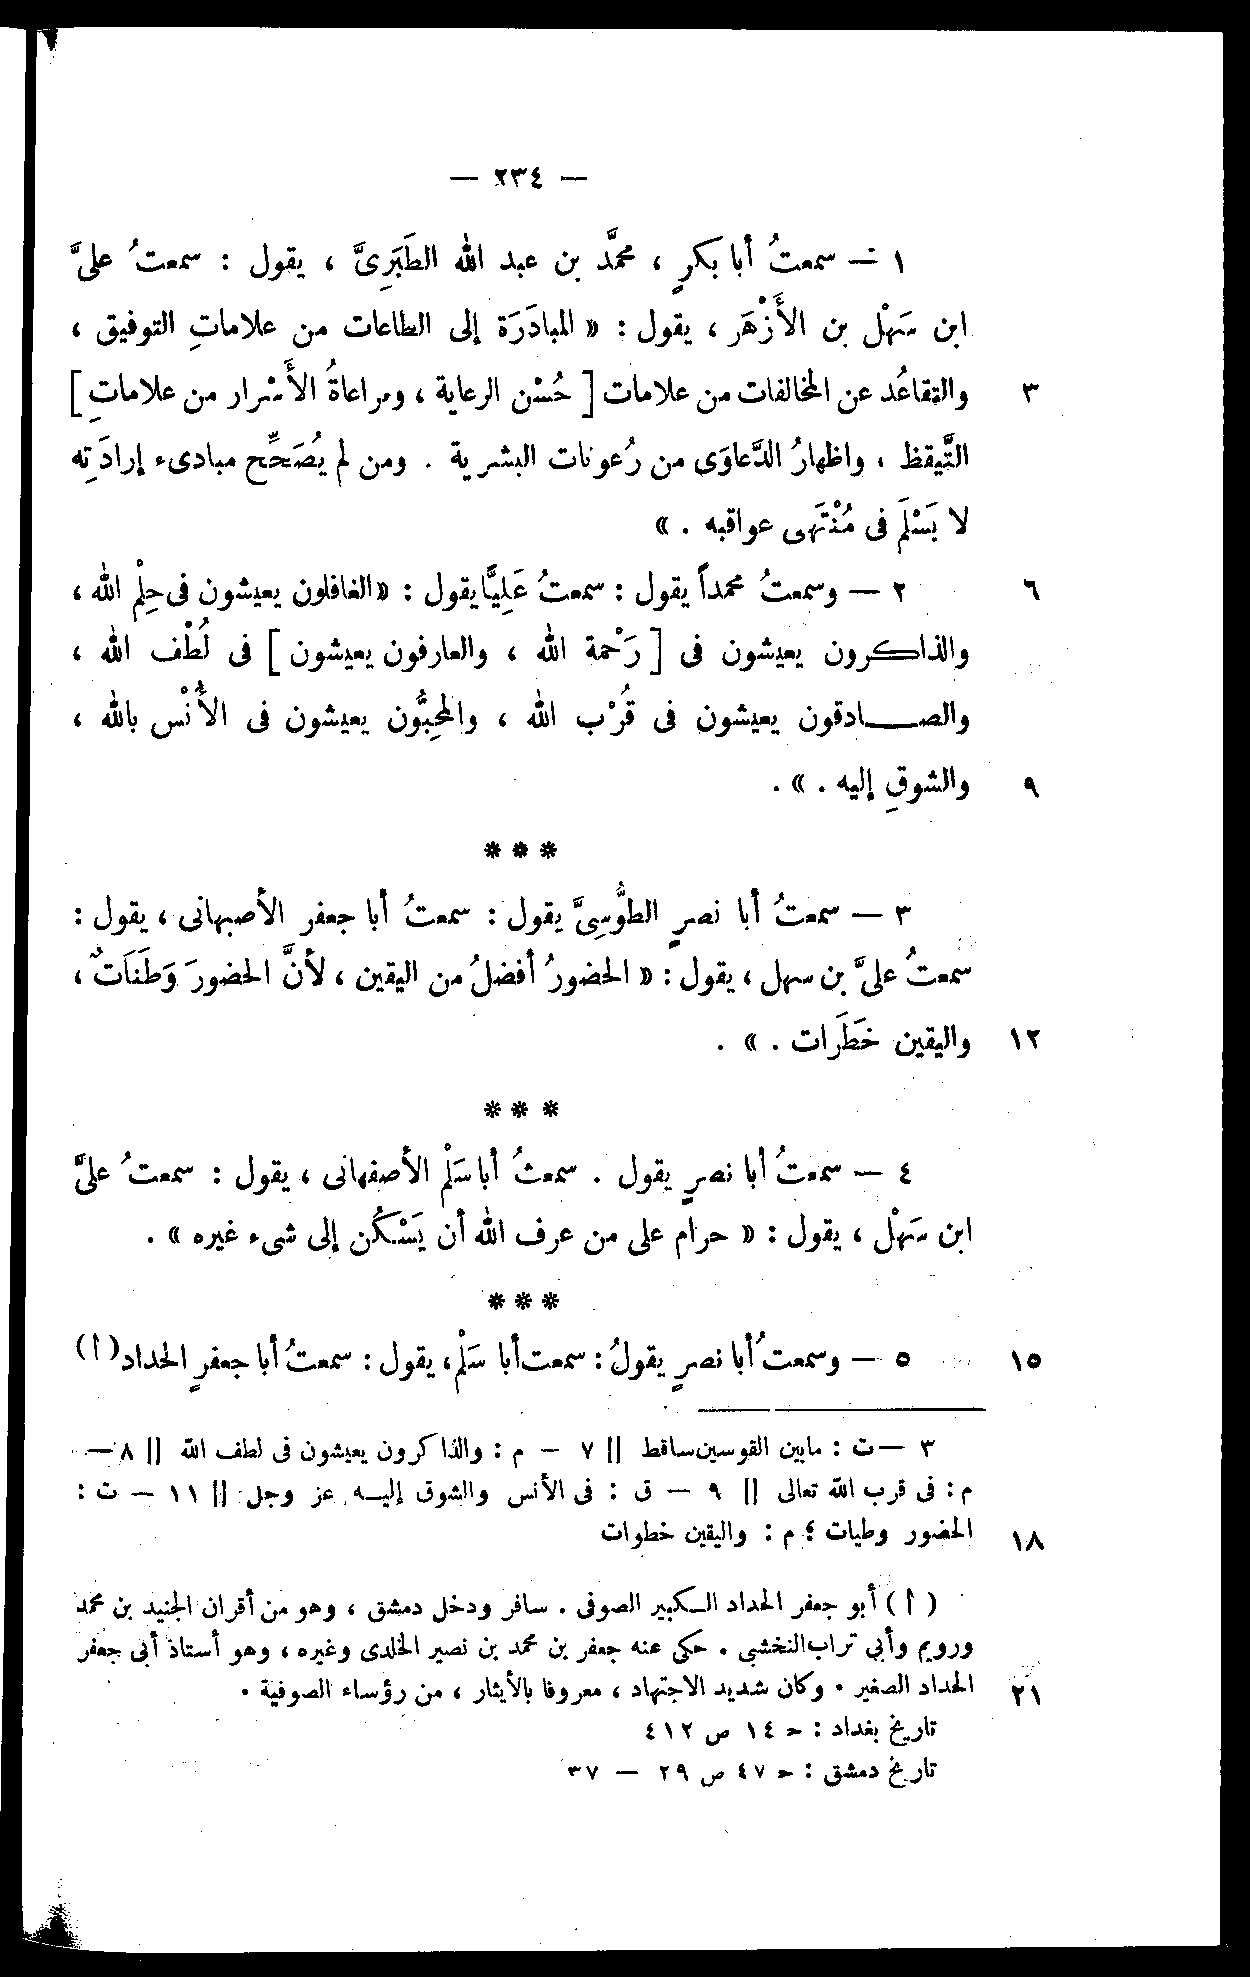 — ٢٣٤ —
١ — سمعتُ أبا بكرٍ ، محمَّد بن عبد الله الطَبَرِىَّ ، يقول : سمعتُ علىَّ
ابن سَهْل بن الأَزْهَر ، يقول : « المبادَرَة إلى الطاعات من علاماتِ التوفيق ،
٣ والتقاعُد عن المخالفات من علامات [ حُسْن الرعاية ، ومراعاةُ الأَسْرار من علاماتِ ]
التَّيقظ ، واظهارُ الدَّعاوَى من رُعونات البشرية . ومن لم يُصَحِّح مبادىء إرادَتِه
لا يَسْلَم فى مُنْتَهى عواقبه . »
٦ ٢ — وسمعتُ محمداً يقول : سمعتُ عَلِيًّا يقول : « الغافلون يعيشون فى حِلْم الله ،
والذاكرون يعيشون فى [ رَحْمة الله ، والعارفون يعيشون ] فى لُطْف الله ،
والصـادقون يعيشون فى قُرْب الله ، والمحِبُّون يعيشون فى الأُنْس بالله ،
٩ والشوقِ إليه . » .
* * *
٣ — سمعتُ أبا نصرٍ الطُّوسِىَّ يقول : سمعتُ أبا جعفر الأصبهانى ، يقول :
سمعتُ علىَّ بن سهل ، يقول : « الحضورُ أفضلُ من اليقين ، لأنَّ الحضورَ وَطَنَاتٌ ،
١٢ واليقين خَطَرات . » .
* * *
٤ — سمعتُ أبا نصرٍ يقول . سمعتُ أبا سَلْم الأصفهانى ، يقول : سمعتُ علىَّ
ابن سَهْل ، يقول : « حرام على من عرف الله أن يَسْكُن إلى شىء غيره » .
* * *
١٥ ٥ — وسمعتُ أبا نصرٍ يقولُ : سمعت أبا سَلْم ، يقول : سمعتُ أبا جعفرٍ الحداد (أ)
٣ — ت : مابين القوسين ساقط || ٧ — م : والذاكرون يعيشون فى لطف الله || ٨ —
م : فى قرب الله تعالى || ٩ — ق : فى الأنس والشوق إليـه عز وجل || ١١ — ت :
١٨ الحضور وطيات ؛ م : واليقين خطوات
( أ ) أبو جعفر الحداد الـكبير الصوفى . سافر ودخل دمشق ، وهو من أقران الجنيد بن محمد
ورويم وأبي تراب النخشبى . حكى عنه جعفر بن محمد بن نصير الخلدى وغيره ، وهو أستاذ أبى جعفر
٢١ الحداد الصغير . وكان شديد الاجتهاد ، معروفا بالأيثار ، من رؤساء الصوفية .
تاريخ بغداد : ح ١٤ ص ٤١٢
تاريخ دمشق : ح ٤٧ ص ٢٩ — ٣٧